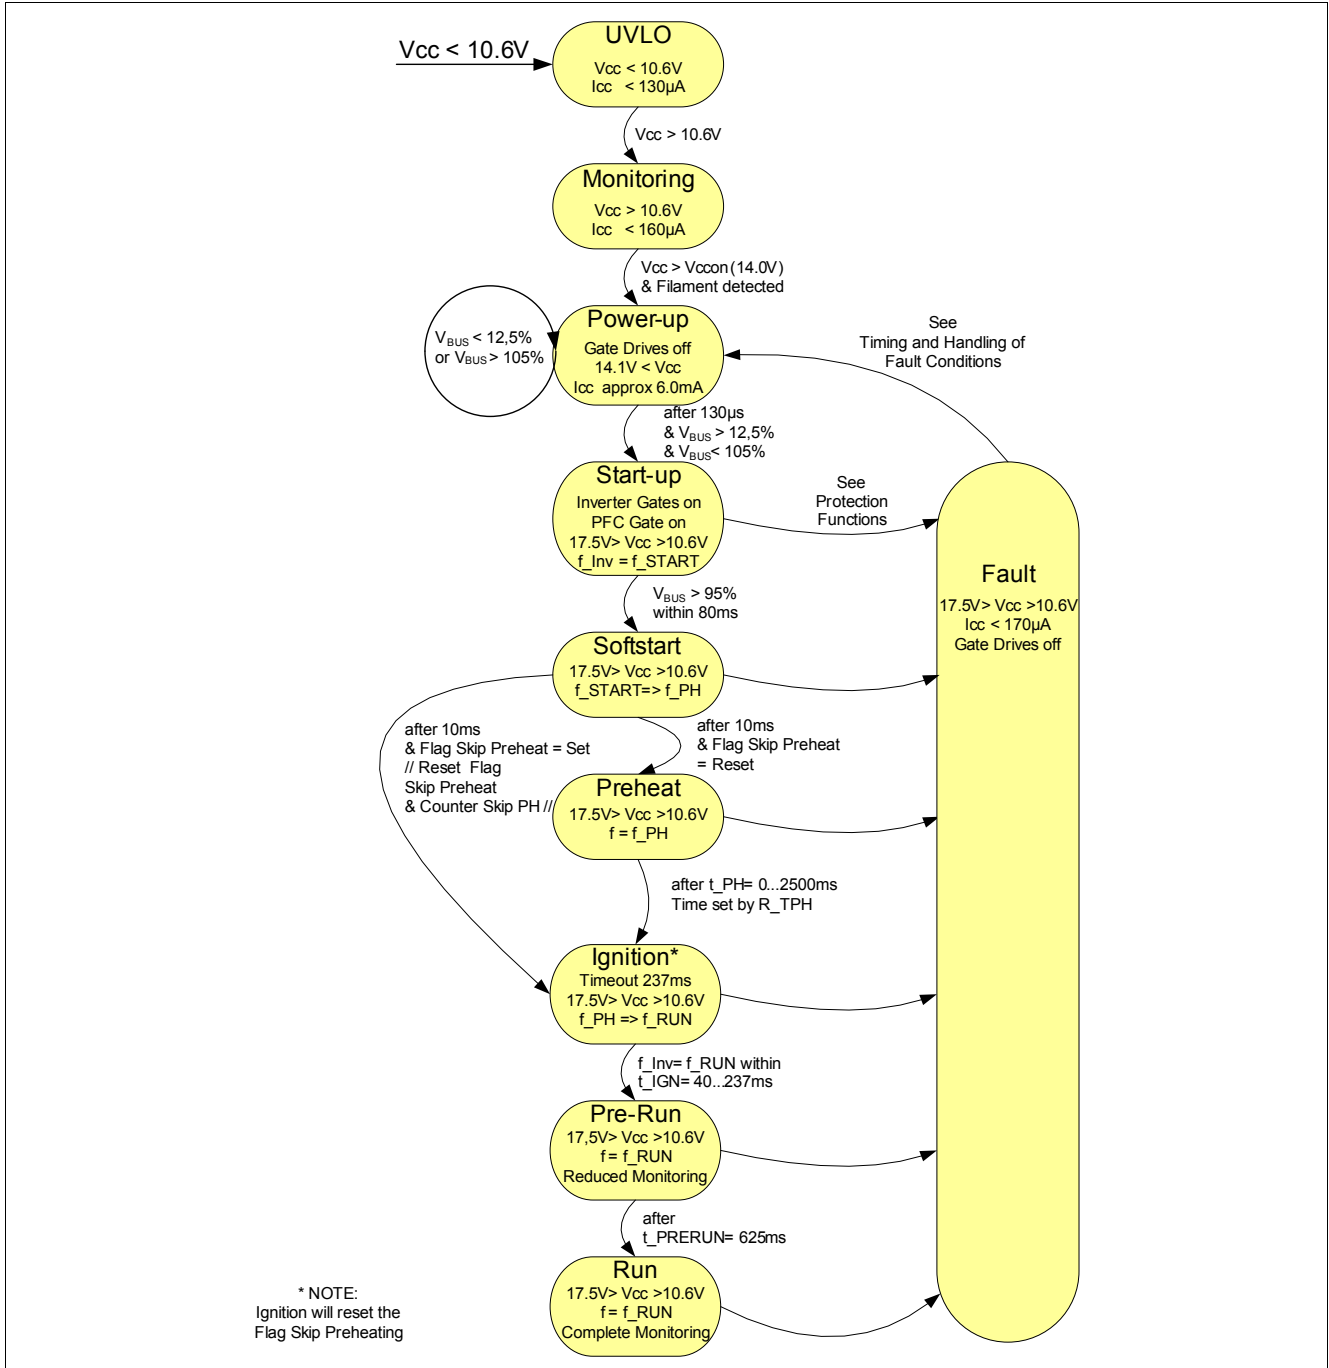 Vcc < 10.6V
UVLO
Vcc < 10.6V
Icc < 130µA
Vcc > 10.6V
Monitoring
Vcc > 10.6V
Icc < 160µA
Vcc > Vccon (14.0V)
& Filament detected
V_BUS < 12,5%
or V_BUS > 105%
Power-up
Gate Drives off
14.1V < Vcc
Icc approx 6.0mA
See
Timing and Handling of
Fault Conditions
after 130µs
& V_BUS > 12,5%
& V_BUS < 105%
Start-up
Inverter Gates on
PFC Gate on
17.5V> Vcc >10.6V
f_Inv = f_START
See
Protection
Functions
V_BUS > 95%
within 80ms
Fault
17.5V> Vcc >10.6V
Icc < 170µA
Gate Drives off
Softstart
17.5V> Vcc >10.6V
f_START=> f_PH
after 10ms
& Flag Skip Preheat = Set
// Reset Flag
Skip Preheat
& Counter Skip PH //
after 10ms
& Flag Skip Preheat
= Reset
Preheat
17.5V> Vcc >10.6V
f = f_PH
after t_PH= 0...2500ms
Time set by R_TPH
Ignition*
Timeout 237ms
17.5V> Vcc >10.6V
f_PH => f_RUN
f_Inv= f_RUN within
t_IGN= 40...237ms
Pre-Run
17,5V> Vcc >10.6V
f = f_RUN
Reduced Monitoring
after
t_PRERUN= 625ms
Run
17.5V> Vcc >10.6V
f = f_RUN
Complete Monitoring
* NOTE:
Ignition will reset the
Flag Skip Preheating